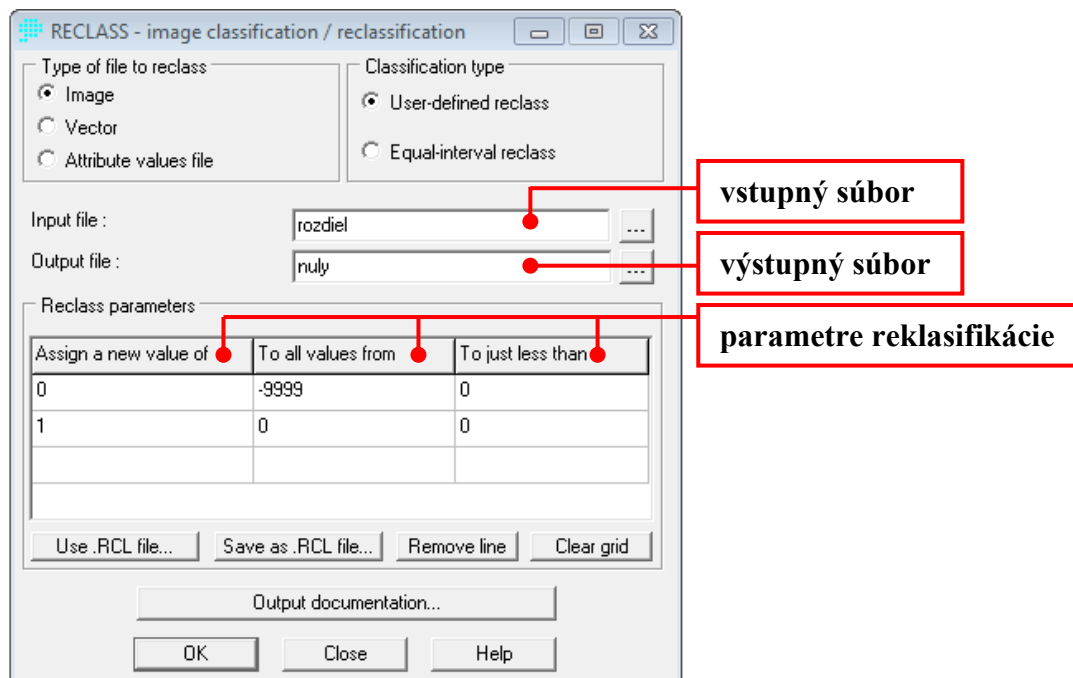 RECLASS - image classification / reclassification
Type of file to reclass
Image
Vector
Attribute values file
Classification type
User-defined reclass
Equal-interval reclass
Input file :
rozdiel
...
vstupný súbor
Output file :
nuly
...
výstupný súbor
Reclass parameters
parametre reklasifikácie
Assign a new value of To all values from To just less than
0 -9999 0
1 0 0
Use .RCL file... Save as .RCL file... Remove line Clear grid
Output documentation...
OK Close Help